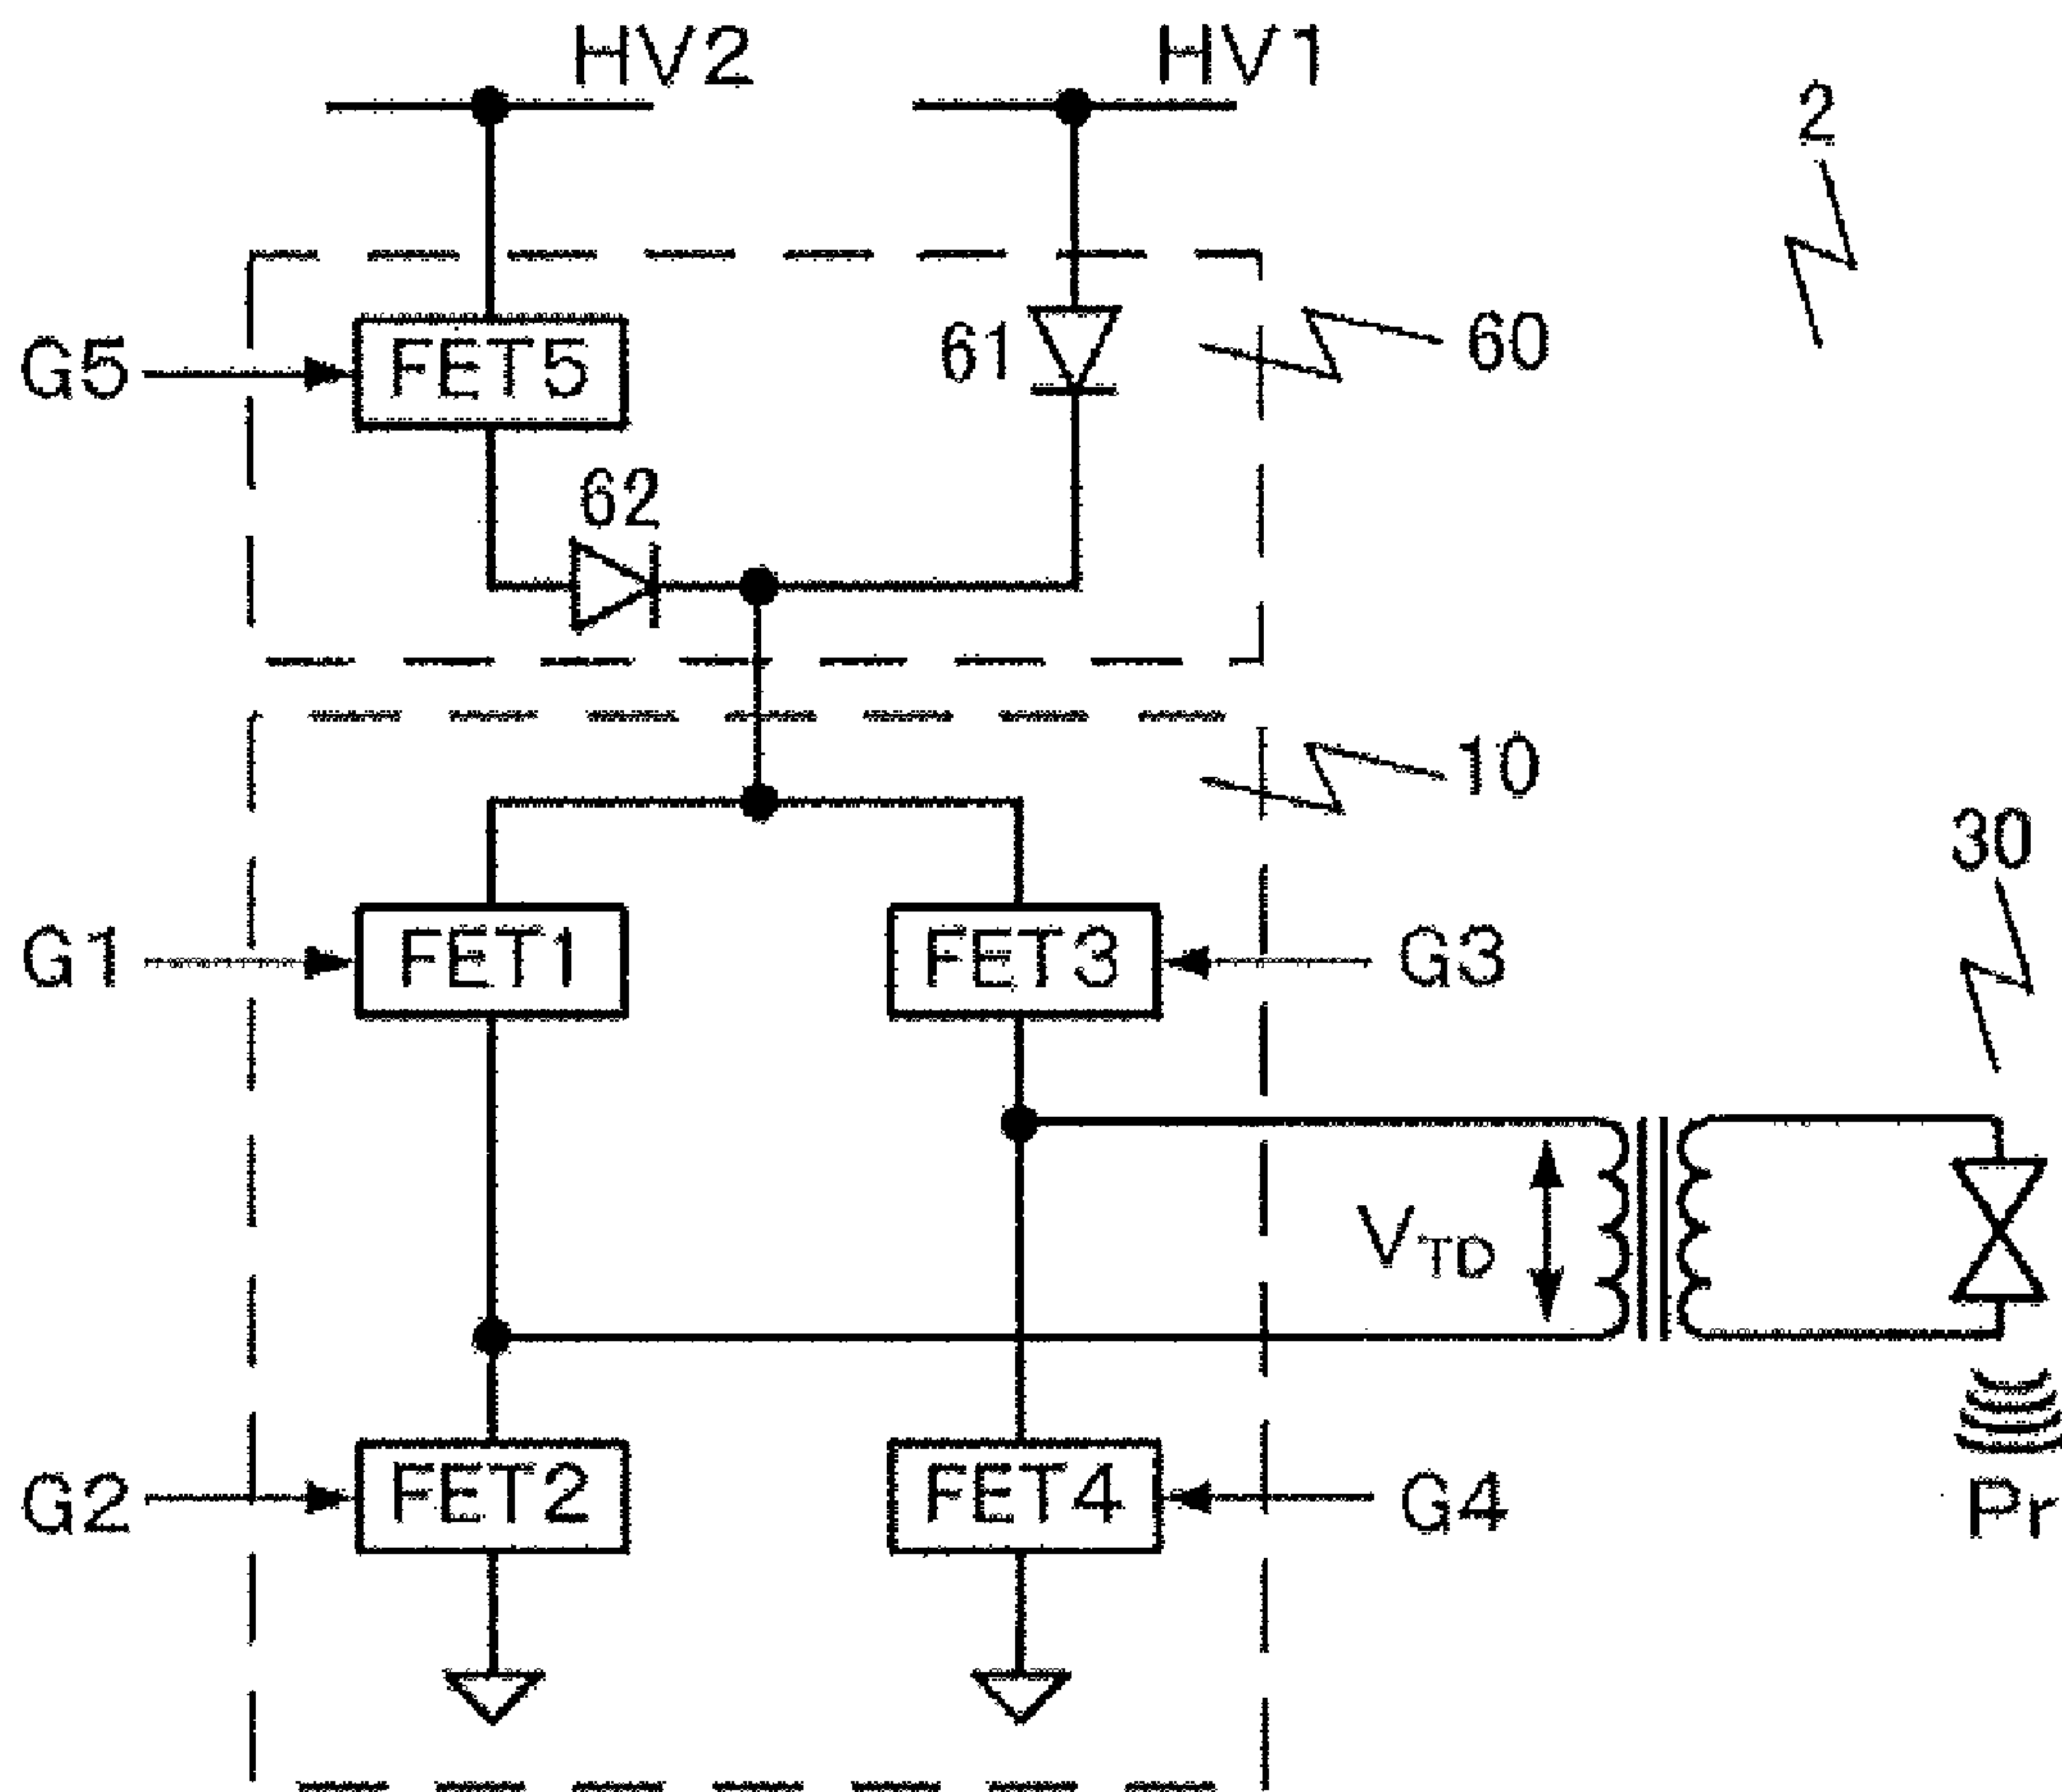 HV2 HV1
2
G5 FET5 61 60
62
10
30
G1 FET1 FET3 G3
VTD
G2 FET2 FET4 G4
Pr